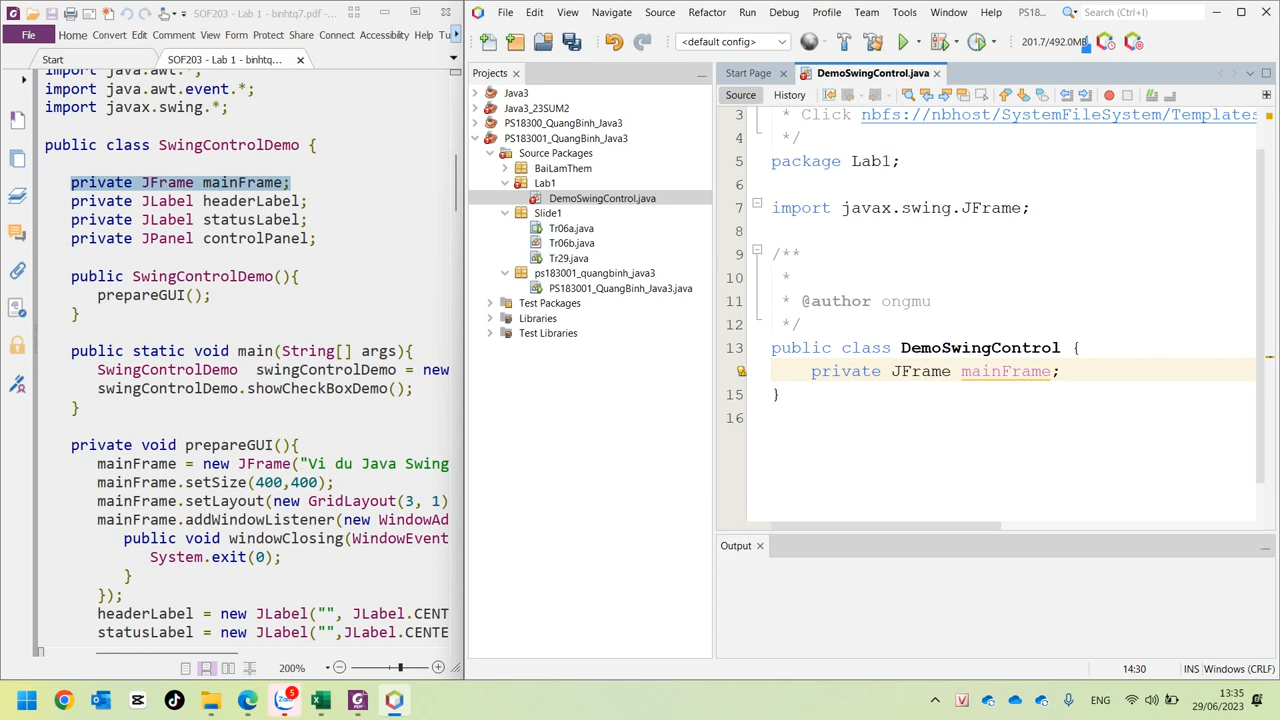 SOF203 - Lab 1 - binhtq7.pdf - F...
File Home Convert Edit Organize Comment View Form Protect Share Connect Accessibility Help Tu
Start
SOF203 - Lab 1 - binhtq...
import java.awt.*;
import java.awt.event.*;
import javax.swing.*;
public class SwingControlDemo {
private JFrame mainFrame;
private JLabel headerLabel;
private JLabel statusLabel;
private JPanel controlPanel;
public SwingControlDemo(){
prepareGUI();
}
public static void main(String[] args){
SwingControlDemo  swingControlDemo = new
swingControlDemo.showCheckBoxDemo();
}
private void prepareGUI(){
mainFrame = new JFrame("Vi du Java Swing
mainFrame.setSize(400,400);
mainFrame.setLayout(new GridLayout(3, 1)
mainFrame.addWindowListener(new WindowAd
public void windowClosing(WindowEvent
System.exit(0);
}
});
headerLabel = new JLabel("", JLabel.CENT
statusLabel = new JLabel("",JLabel.CENTE
200%
File Edit View Navigate Source Refactor Run Debug Profile Team Tools Window Help PS18... Search (Ctrl+I)
<default config> 201.7/492.0MB
Projects
Java3
Java3_23SUM2
PS18300_QuangBinh_Java3
PS183001_QuangBinh_Java3
Source Packages
BaiLamThem
Lab1
DemoSwingControl.java
Slide1
Tr06a.java
Tr06b.java
Tr29.java
ps183001_quangbinh_java3
PS183001_QuangBinh_Java3.java
Test Packages
Libraries
Test Libraries
Start Page DemoSwingControl.java
Source History
3 * Click nbfs://nbhost/SystemFileSystem/Templates
4 */
5 package Lab1;
6
7 import javax.swing.JFrame;
8
9 /**
10 *
11 * @author ongmu
12 */
13 public class DemoSwingControl {
private JFrame mainFrame;
15 }
16
Output
14:30 INS Windows (CRLF)
Zalo 5
ENG
13:35
29/06/2023